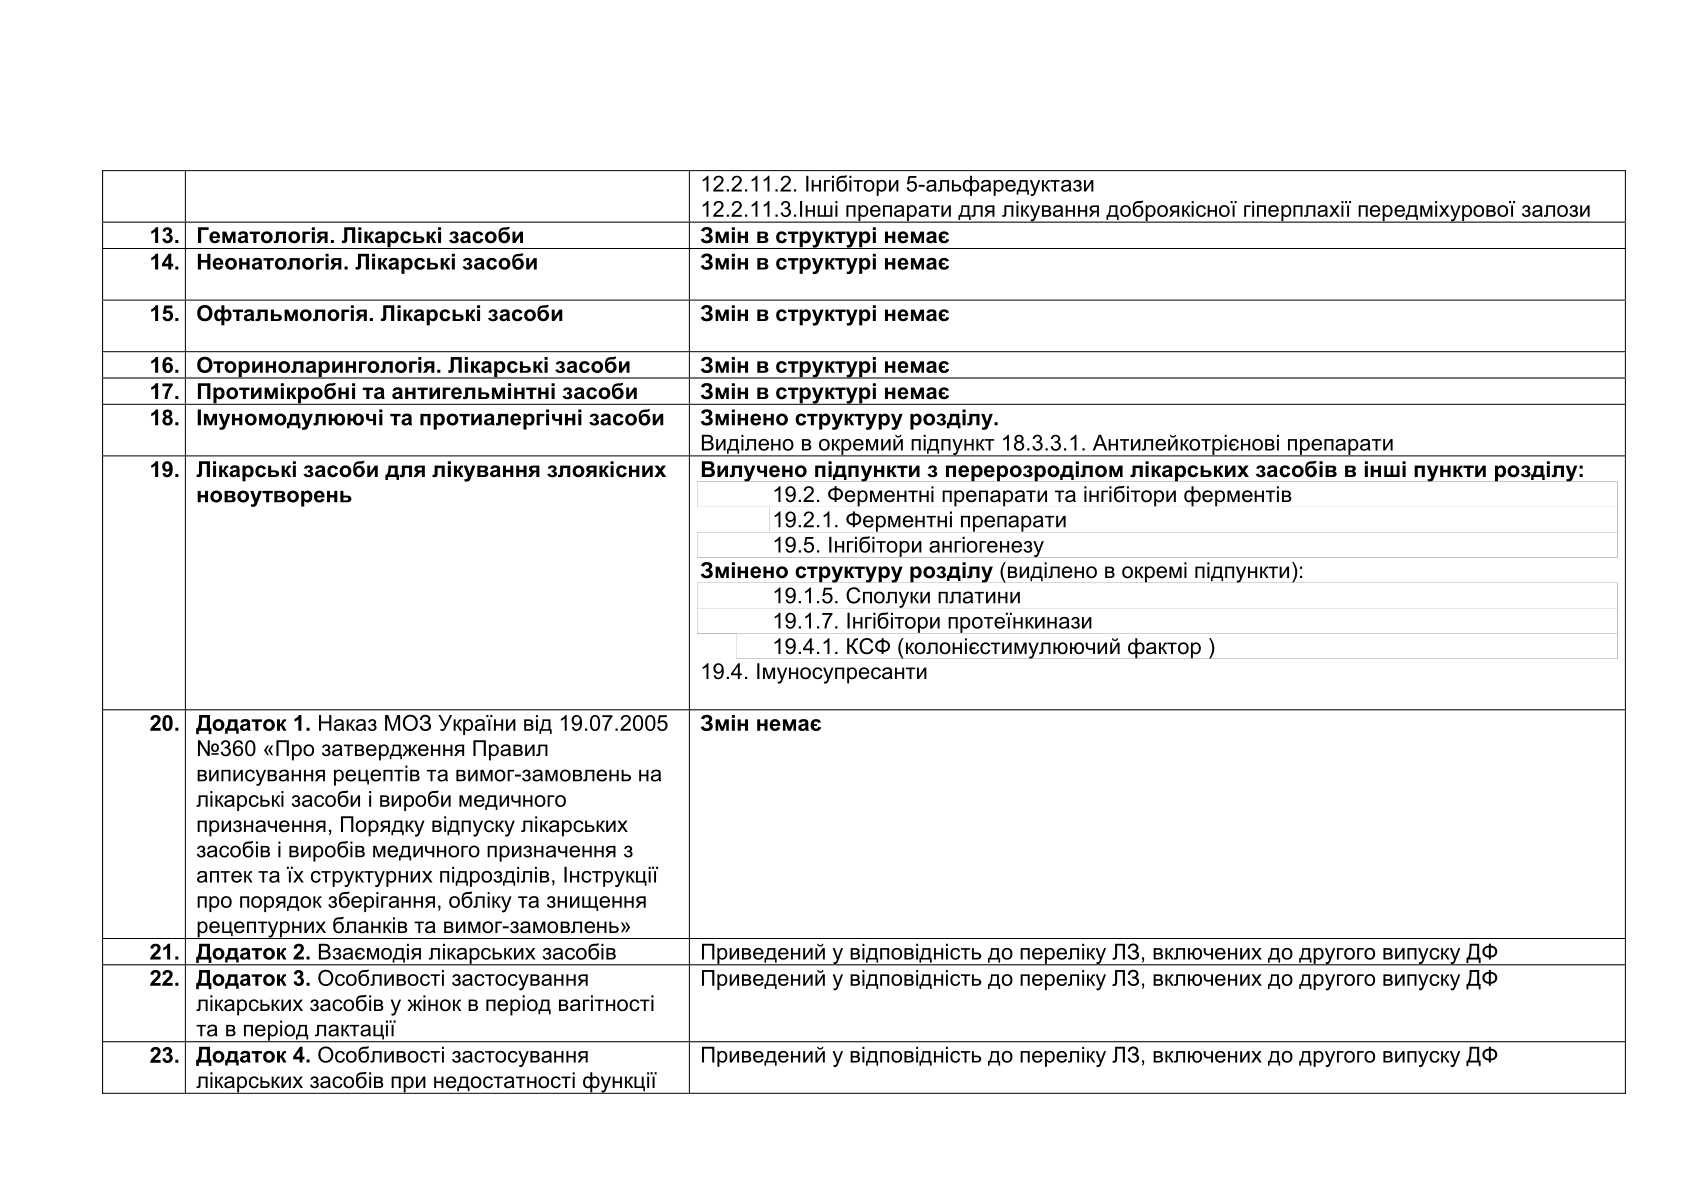 12.2.11.2. Інгібітори 5-альфаредуктази
12.2.11.3.Інші препарати для лікування доброякісної гіперплахії передміхурової залози
13. Гематологія. Лікарські засоби Змін в структурі немає
14. Неонатологія. Лікарські засоби Змін в структурі немає
15. Офтальмологія. Лікарські засоби Змін в структурі немає
16. Оториноларингологія. Лікарські засоби Змін в структурі немає
17. Протимікробні та антигельмінтні засоби Змін в структурі немає
18. Імуномодулюючі та протиалергічні засоби Змінено структуру розділу.
Виділено в окремий підпункт 18.3.3.1. Антилейкотрієнові препарати
19. Лікарські засоби для лікування злоякісних
новоутворень
Вилучено підпункти з перерозроділом лікарських засобів в інші пункти розділу:
19.2. Ферментні препарати та інгібітори ферментів
19.2.1. Ферментні препарати
19.5. Інгібітори ангіогенезу
Змінено структуру розділу (виділено в окремі підпункти):
19.1.5. Сполуки платини
19.1.7. Інгібітори протеїнкинази
19.4.1. КСФ (колонієстимулюючий фактор )
19.4. Імуносупресанти
20. Додаток 1. Наказ МОЗ України від 19.07.2005
№360 «Про затвердження Правил
виписування рецептів та вимог-замовлень на
лікарські засоби і вироби медичного
призначення, Порядку відпуску лікарських
засобів і виробів медичного призначення з
аптек та їх структурних підрозділів, Інструкції
про порядок зберігання, обліку та знищення
рецептурних бланків та вимог-замовлень»
Змін немає
21. Додаток 2. Взаємодія лікарських засобів Приведений у відповідність до переліку ЛЗ, включених до другого випуску ДФ
22. Додаток 3. Особливості застосування
лікарських засобів у жінок в період вагітності
та в період лактації
Приведений у відповідність до переліку ЛЗ, включених до другого випуску ДФ
23. Додаток 4. Особливості застосування
лікарських засобів при недостатності функції
Приведений у відповідність до переліку ЛЗ, включених до другого випуску ДФ